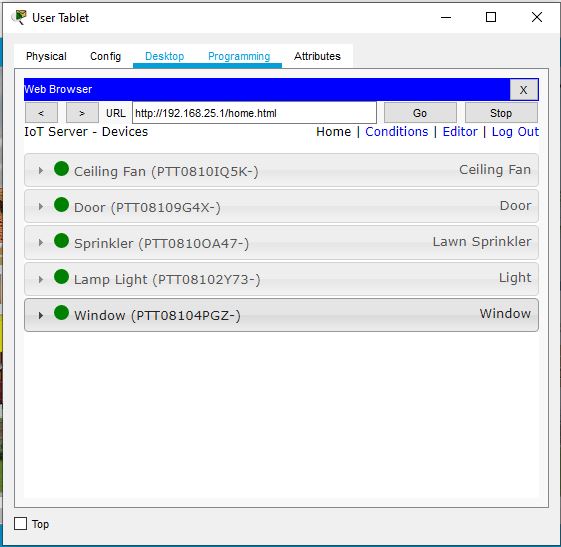 User Tablet
Physical Config Desktop Programming Attributes
Web Browser X
< > URL http://192.168.25.1/home.html Go Stop
IoT Server - Devices Home | Conditions | Editor | Log Out
Ceiling Fan (PTT0810IQ5K-) Ceiling Fan
Door (PTT08109G4X-) Door
Sprinkler (PTT0810OA47-) Lawn Sprinkler
Lamp Light (PTT08102Y73-) Light
Window (PTT08104PGZ-) Window
Top